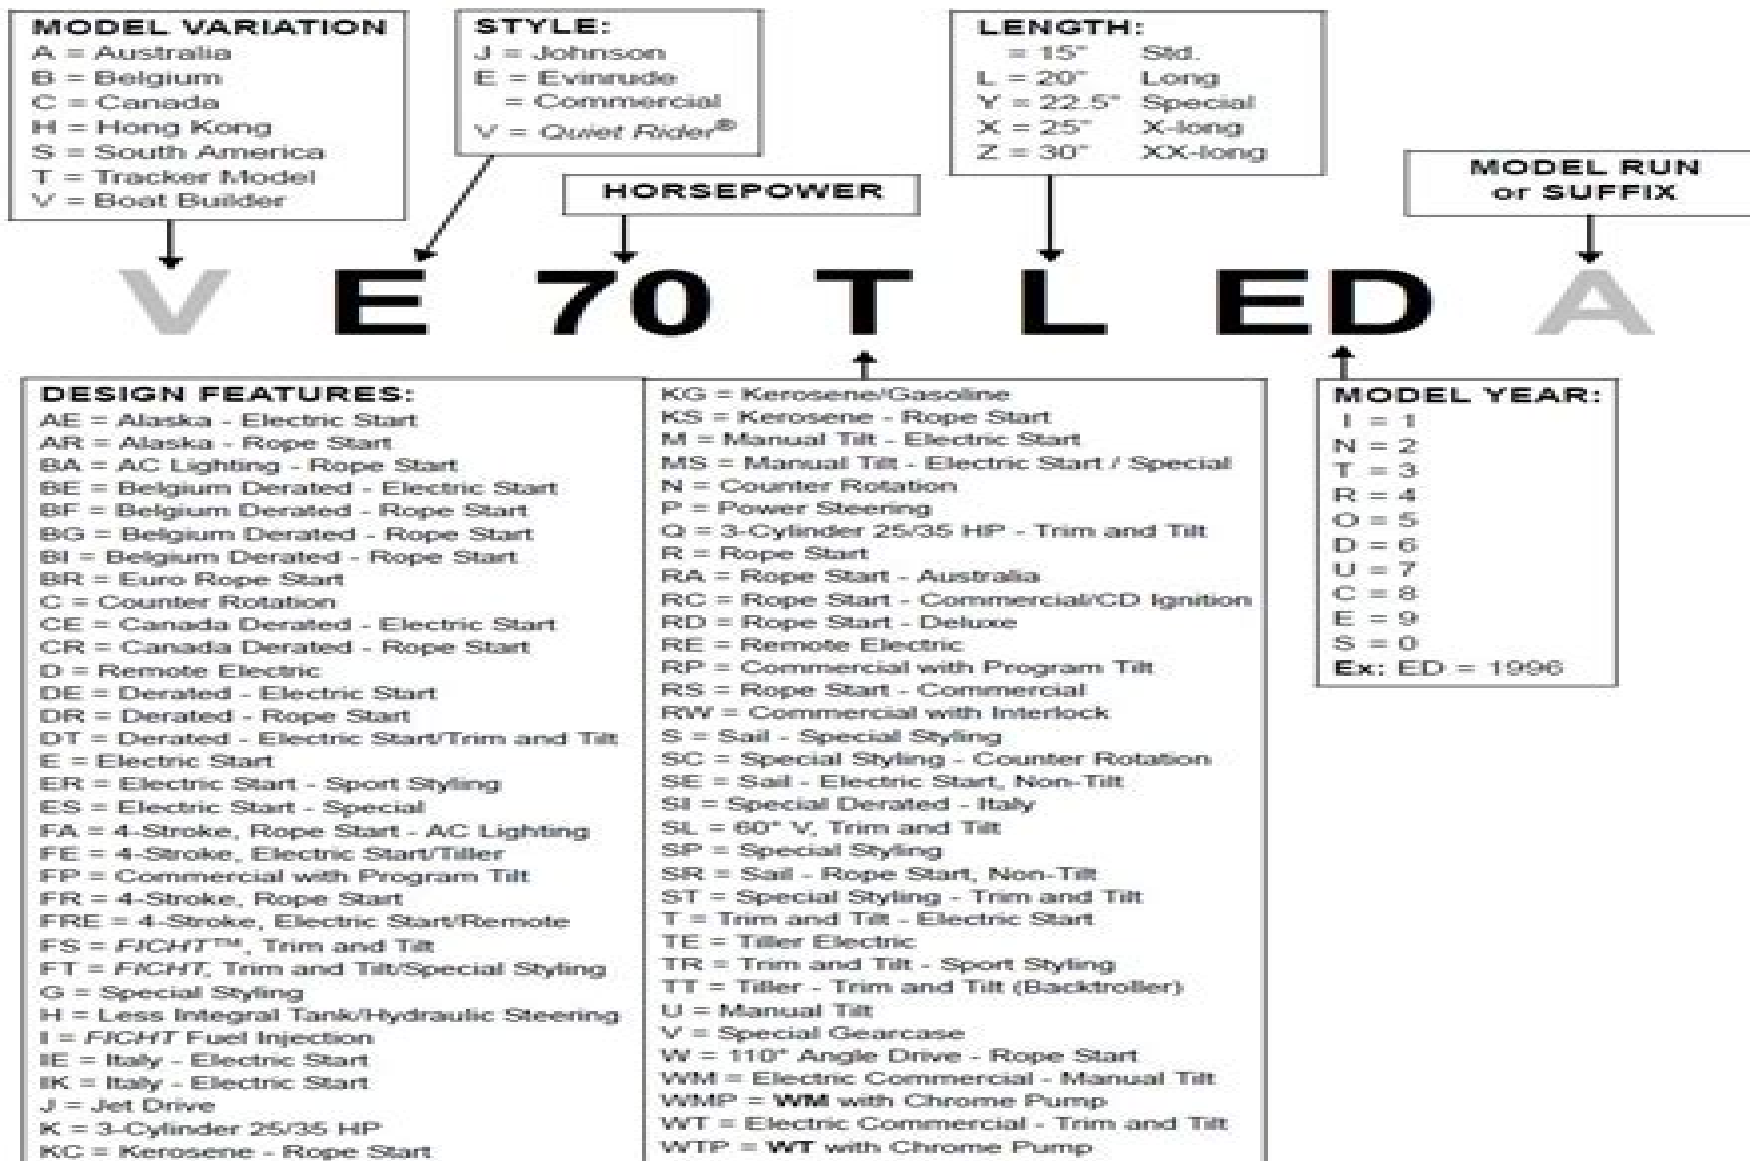 MODEL VARIATION
A = Australia
B = Belgium
C = Canada
H = Hong Kong
S = South America
T = Tracker Model
V = Boat Builder
STYLE:
J = Johnson
E = Evinrude
= Commercial
V = Quiet Rider®
HORSEPOWER
LENGTH:
= 15" Std.
L = 20" Long
Y = 22.5" Special
X = 25" X-long
Z = 30" XX-long
MODEL RUN
or SUFFIX
V E 70 T L ED A
DESIGN FEATURES:
AE = Alaska - Electric Start
AR = Alaska - Rope Start
BA = AC Lighting - Rope Start
BE = Belgium Derated - Electric Start
BF = Belgium Derated - Rope Start
BG = Belgium Derated - Rope Start
BI = Belgium Derated - Rope Start
BR = Euro Rope Start
C = Counter Rotation
CE = Canada Derated - Electric Start
CR = Canada Derated - Rope Start
D = Remote Electric
DE = Derated - Electric Start
DR = Derated - Rope Start
DT = Derated - Electric Start/Trim and Tilt
E = Electric Start
ER = Electric Start - Sport Styling
ES = Electric Start - Special
FA = 4-Stroke, Rope Start - AC Lighting
FE = 4-Stroke, Electric Start/Tiller
FP = Commercial with Program Tilt
FR = 4-Stroke, Rope Start
FRE = 4-Stroke, Electric Start/Remote
FS = FICHT™, Trim and Tilt
FT = FICHT, Trim and Tilt/Special Styling
G = Special Styling
H = Less Integral Tank/Hydraulic Steering
I = FICHT Fuel Injection
IE = Italy - Electric Start
IK = Italy - Electric Start
J = Jet Drive
K = 3-Cylinder 25/35 HP
KC = Kerosene - Rope Start
KG = Kerosene/Gasoline
KS = Kerosene - Rope Start
M = Manual Tilt - Electric Start
MS = Manual Tilt - Electric Start / Special
N = Counter Rotation
P = Power Steering
Q = 3-Cylinder 25/35 HP - Trim and Tilt
R = Rope Start
RA = Rope Start - Australia
RC = Rope Start - Commercial/CD Ignition
RD = Rope Start - Deluxe
RE = Remote Electric
RP = Commercial with Program Tilt
RS = Rope Start - Commercial
RW = Commercial with Interlock
S = Sail - Special Styling
SC = Special Styling - Counter Rotation
SE = Sail - Electric Start, Non-Tilt
SI = Special Derated - Italy
SL = 60° V, Trim and Tilt
SP = Special Styling
SR = Sail - Rope Start, Non-Tilt
ST = Special Styling - Trim and Tilt
T = Trim and Tilt - Electric Start
TE = Tiller Electric
TR = Trim and Tilt - Sport Styling
TT = Tiller - Trim and Tilt (Backtroller)
U = Manual Tilt
V = Special Gearcase
W = 110° Angle Drive - Rope Start
WM = Electric Commercial - Manual Tilt
WMP = WM with Chrome Pump
WT = Electric Commercial - Trim and Tilt
WTP = WT with Chrome Pump
MODEL YEAR:
I = 1
N = 2
T = 3
R = 4
O = 5
D = 6
U = 7
C = 8
E = 9
S = 0
Ex: ED = 1996